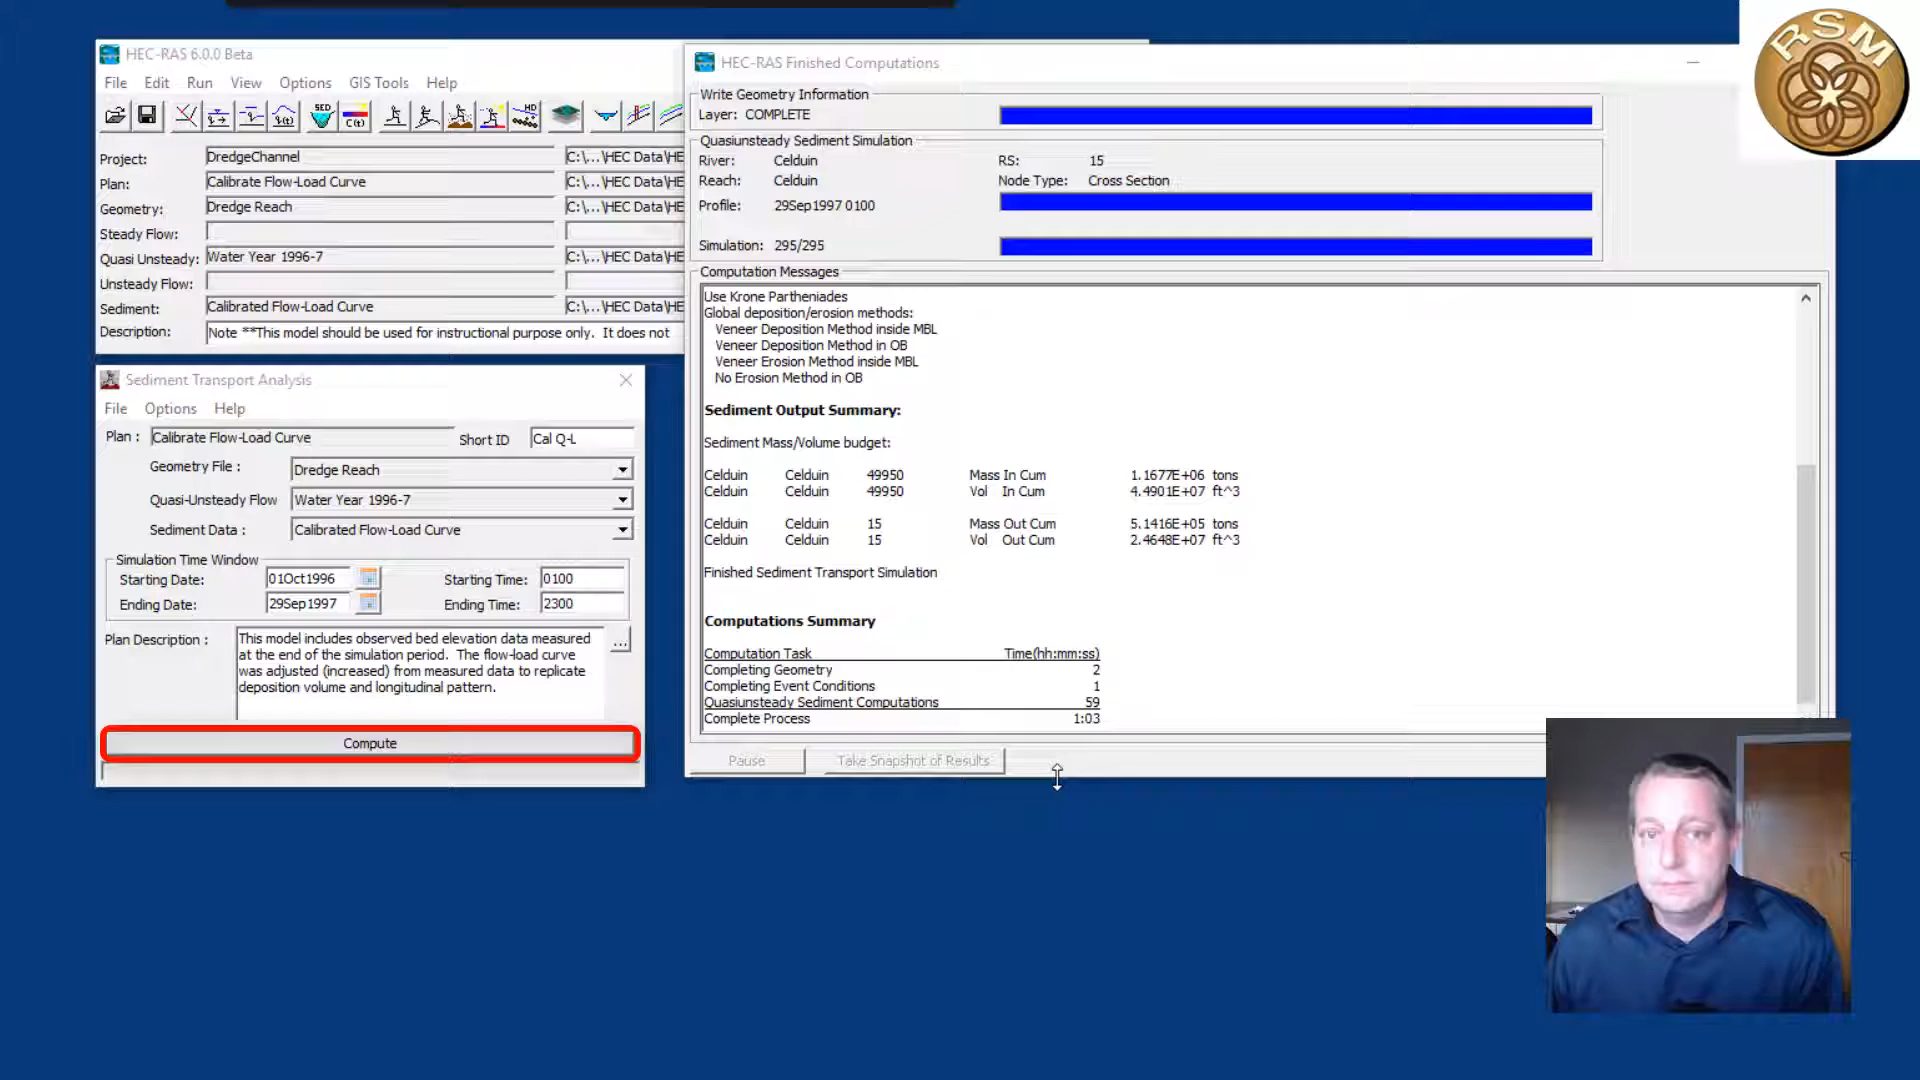 HEC-RAS 6.0.0 Beta
File Edit Run View Options GIS Tools Help
SED
C(t)
HD
Project: DredgeChannel C:\...\HEC Data\HE
Plan: Calibrate Flow-Load Curve C:\...\HEC Data\HE
Geometry: Dredge Reach C:\...\HEC Data\HE
Steady Flow:
Quasi Unsteady: Water Year 1996-7 C:\...\HEC Data\HE
Unsteady Flow:
Sediment: Calibrated Flow-Load Curve C:\...\HEC Data\HE
Description: Note **This model should be used for instructional purpose only. It does not
Sediment Transport Analysis
File Options Help
Plan : Calibrate Flow-Load Curve Short ID Cal Q-L
Geometry File : Dredge Reach
Quasi-Unsteady Flow Water Year 1996-7
Sediment Data : Calibrated Flow-Load Curve
Simulation Time Window
Starting Date: 01Oct1996 Starting Time: 0100
Ending Date: 29Sep1997 Ending Time: 2300
Plan Description : This model includes observed bed elevation data measured ...
at the end of the simulation period. The flow-load curve
was adjusted (increased) from measured data to replicate
deposition volume and longitudinal pattern.
Compute
HEC-RAS Finished Computations
Write Geometry Information
Layer: COMPLETE
Quasiunsteady Sediment Simulation
River: Celduin RS: 15
Reach: Celduin Node Type: Cross Section
Profile: 29Sep1997 0100
Simulation: 295/295
Computation Messages
Use Krone Partheniades
Global deposition/erosion methods:
Veneer Deposition Method inside MBL
Veneer Deposition Method in OB
Veneer Erosion Method inside MBL
No Erosion Method in OB
Sediment Output Summary:
Sediment Mass/Volume budget:
Celduin Celduin 49950 Mass In Cum 1.1677E+06 tons
Celduin Celduin 49950 Vol In Cum 4.4901E+07 ft^3
Celduin Celduin 15 Mass Out Cum 5.1416E+05 tons
Celduin Celduin 15 Vol Out Cum 2.4648E+07 ft^3
Finished Sediment Transport Simulation
Computations Summary
Computation Task Time(hh:mm:ss)
Completing Geometry 2
Completing Event Conditions 1
Quasiunsteady Sediment Computations 59
Complete Process 1:03
Pause Take Snapshot of Results
RSM